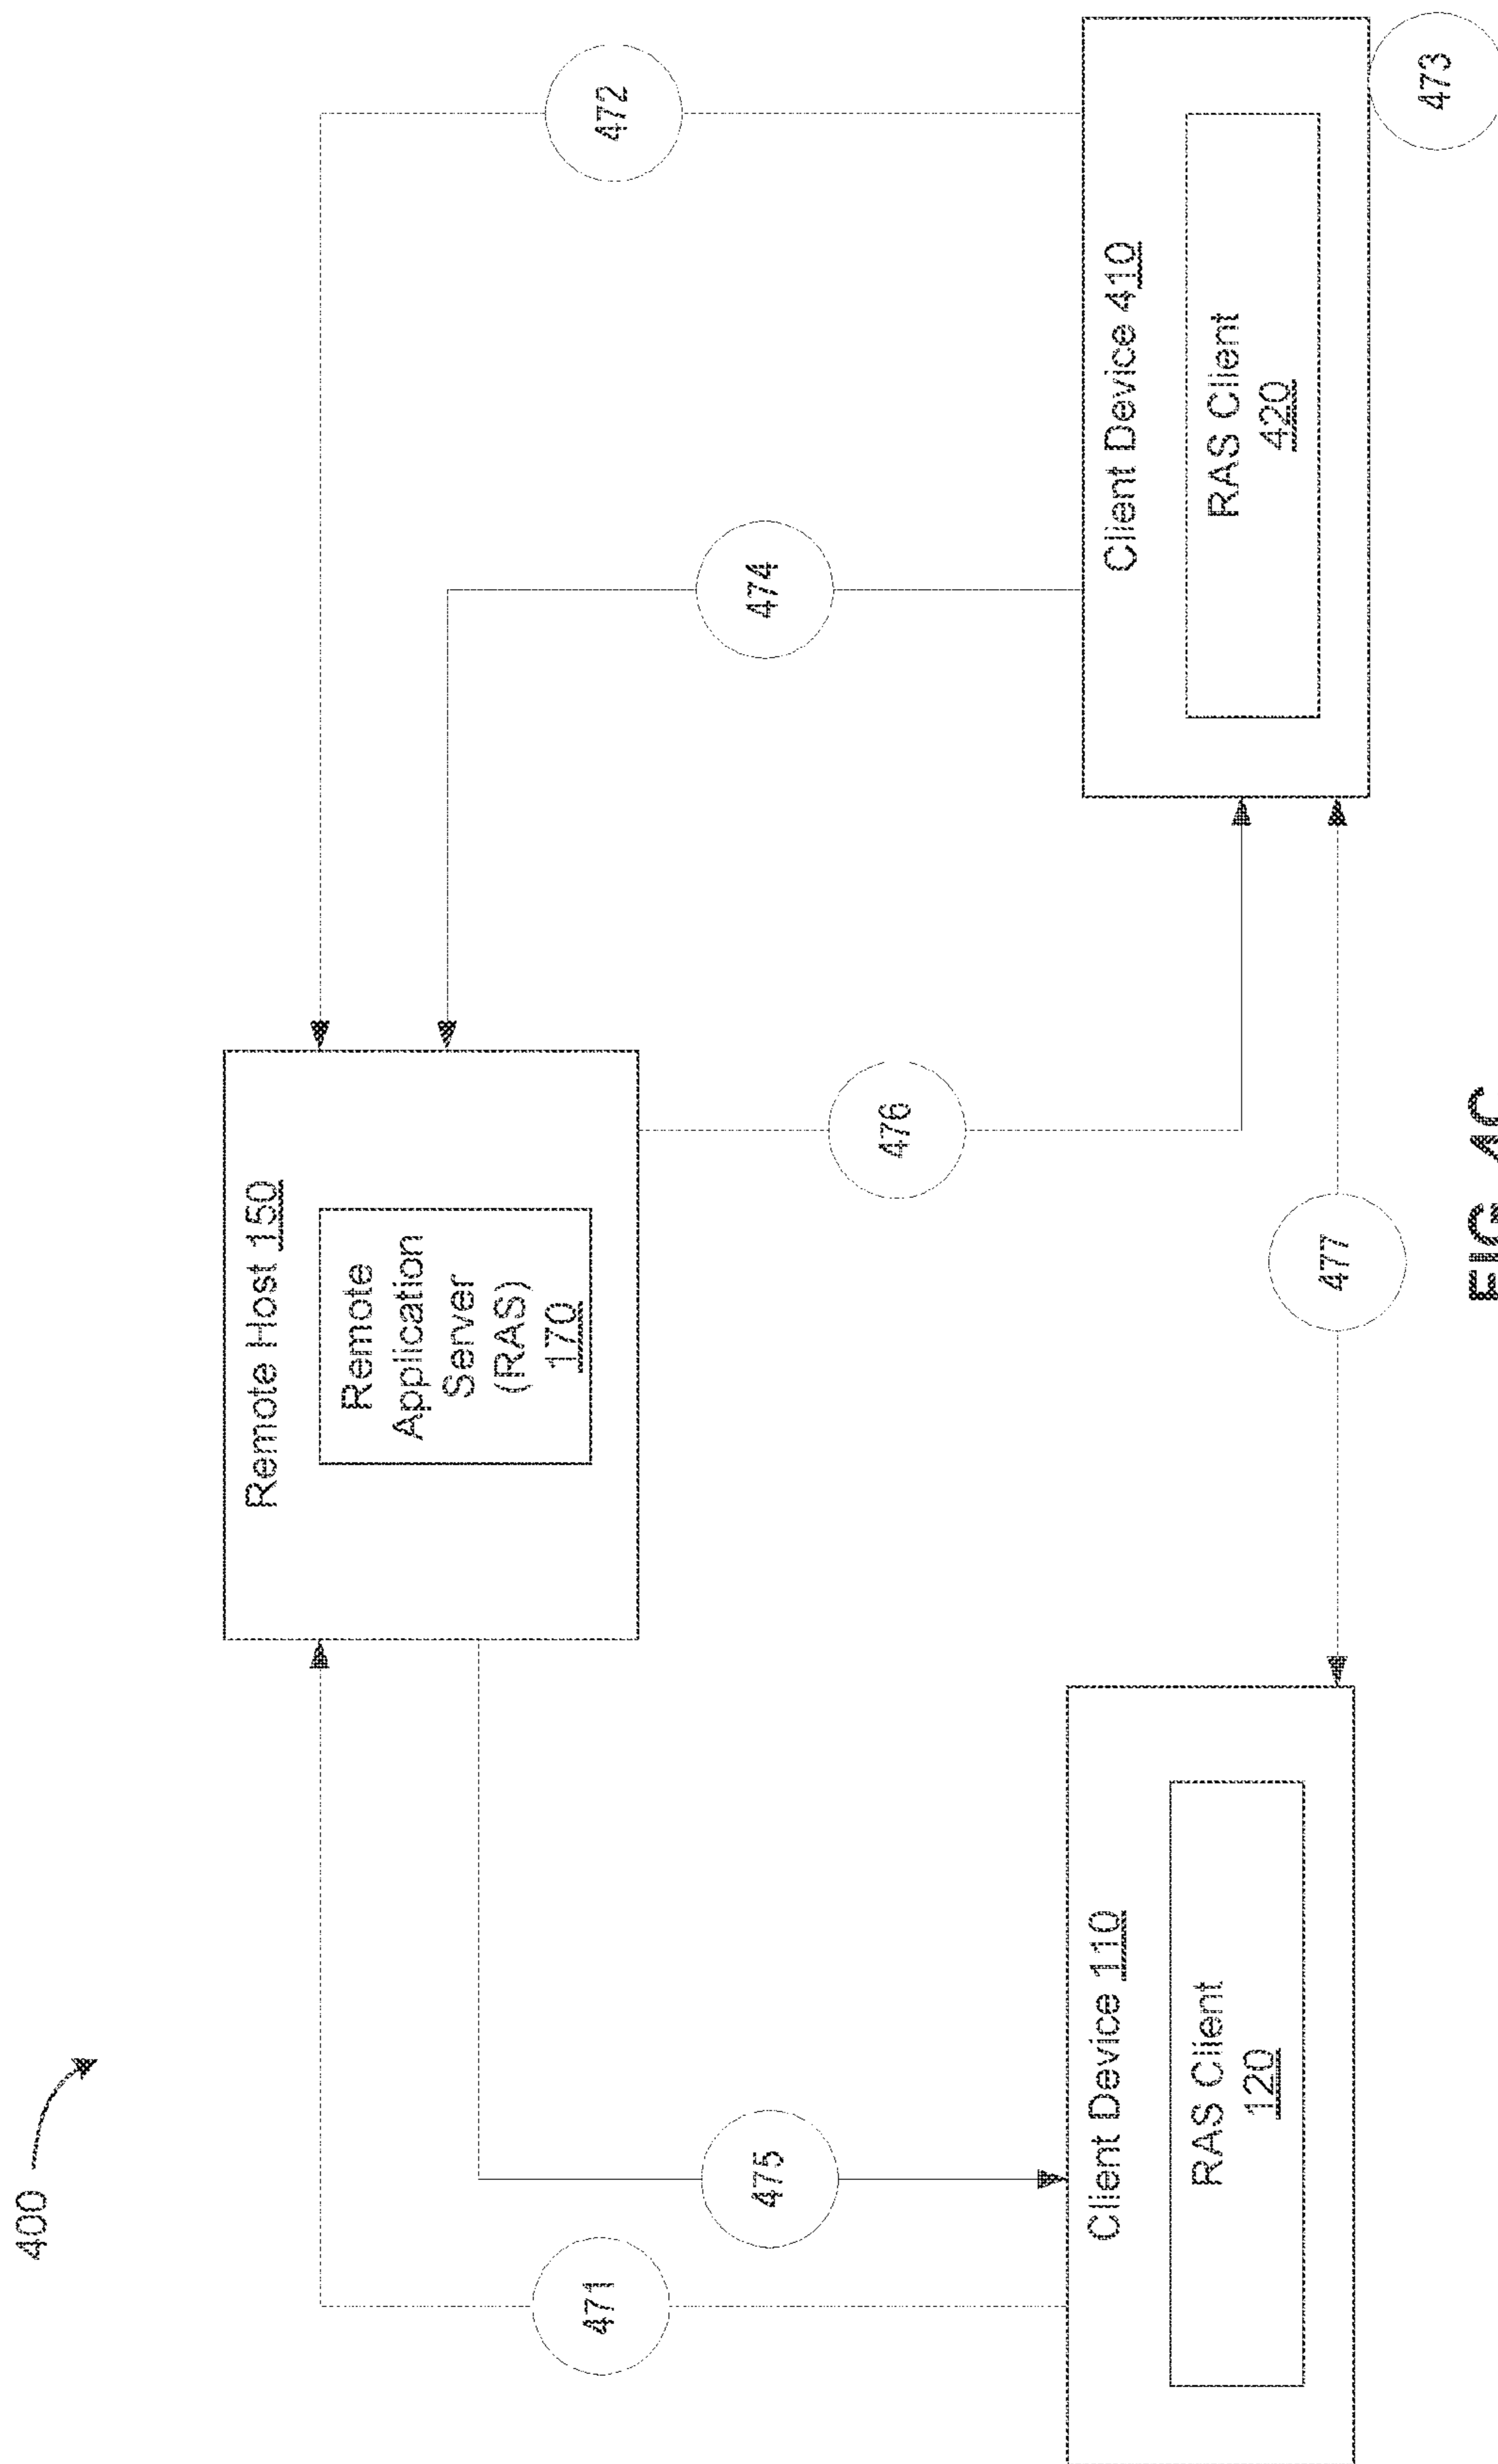 400
Remote Host 150
Remote
Application
Server
(RAS)
170
471
472
475
474
476
Client Device 110
RAS Client
120
Client Device 410
RAS Client
420
477
473
FIG. 4C